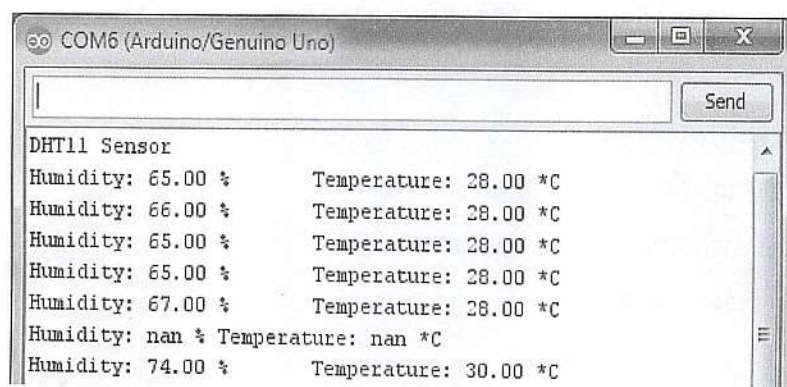 COM6 (Arduino/Genuino Uno)
Send
DHT11 Sensor
Humidity: 65.00 % Temperature: 28.00 *C
Humidity: 66.00 % Temperature: 28.00 *C
Humidity: 65.00 % Temperature: 28.00 *C
Humidity: 65.00 % Temperature: 28.00 *C
Humidity: 67.00 % Temperature: 28.00 *C
Humidity: nan % Temperature: nan *C
Humidity: 74.00 % Temperature: 30.00 *C